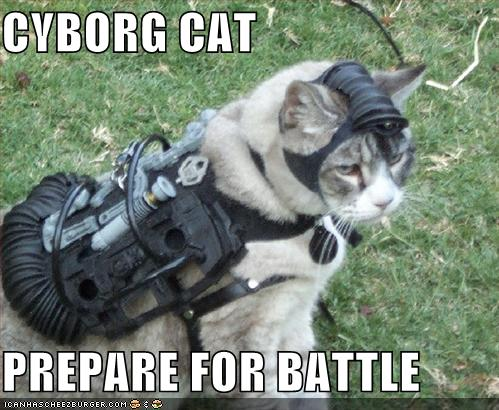 CYBORG CAT
PREPARE FOR BATTLE
ICANHASCHEEZBURGER.COM